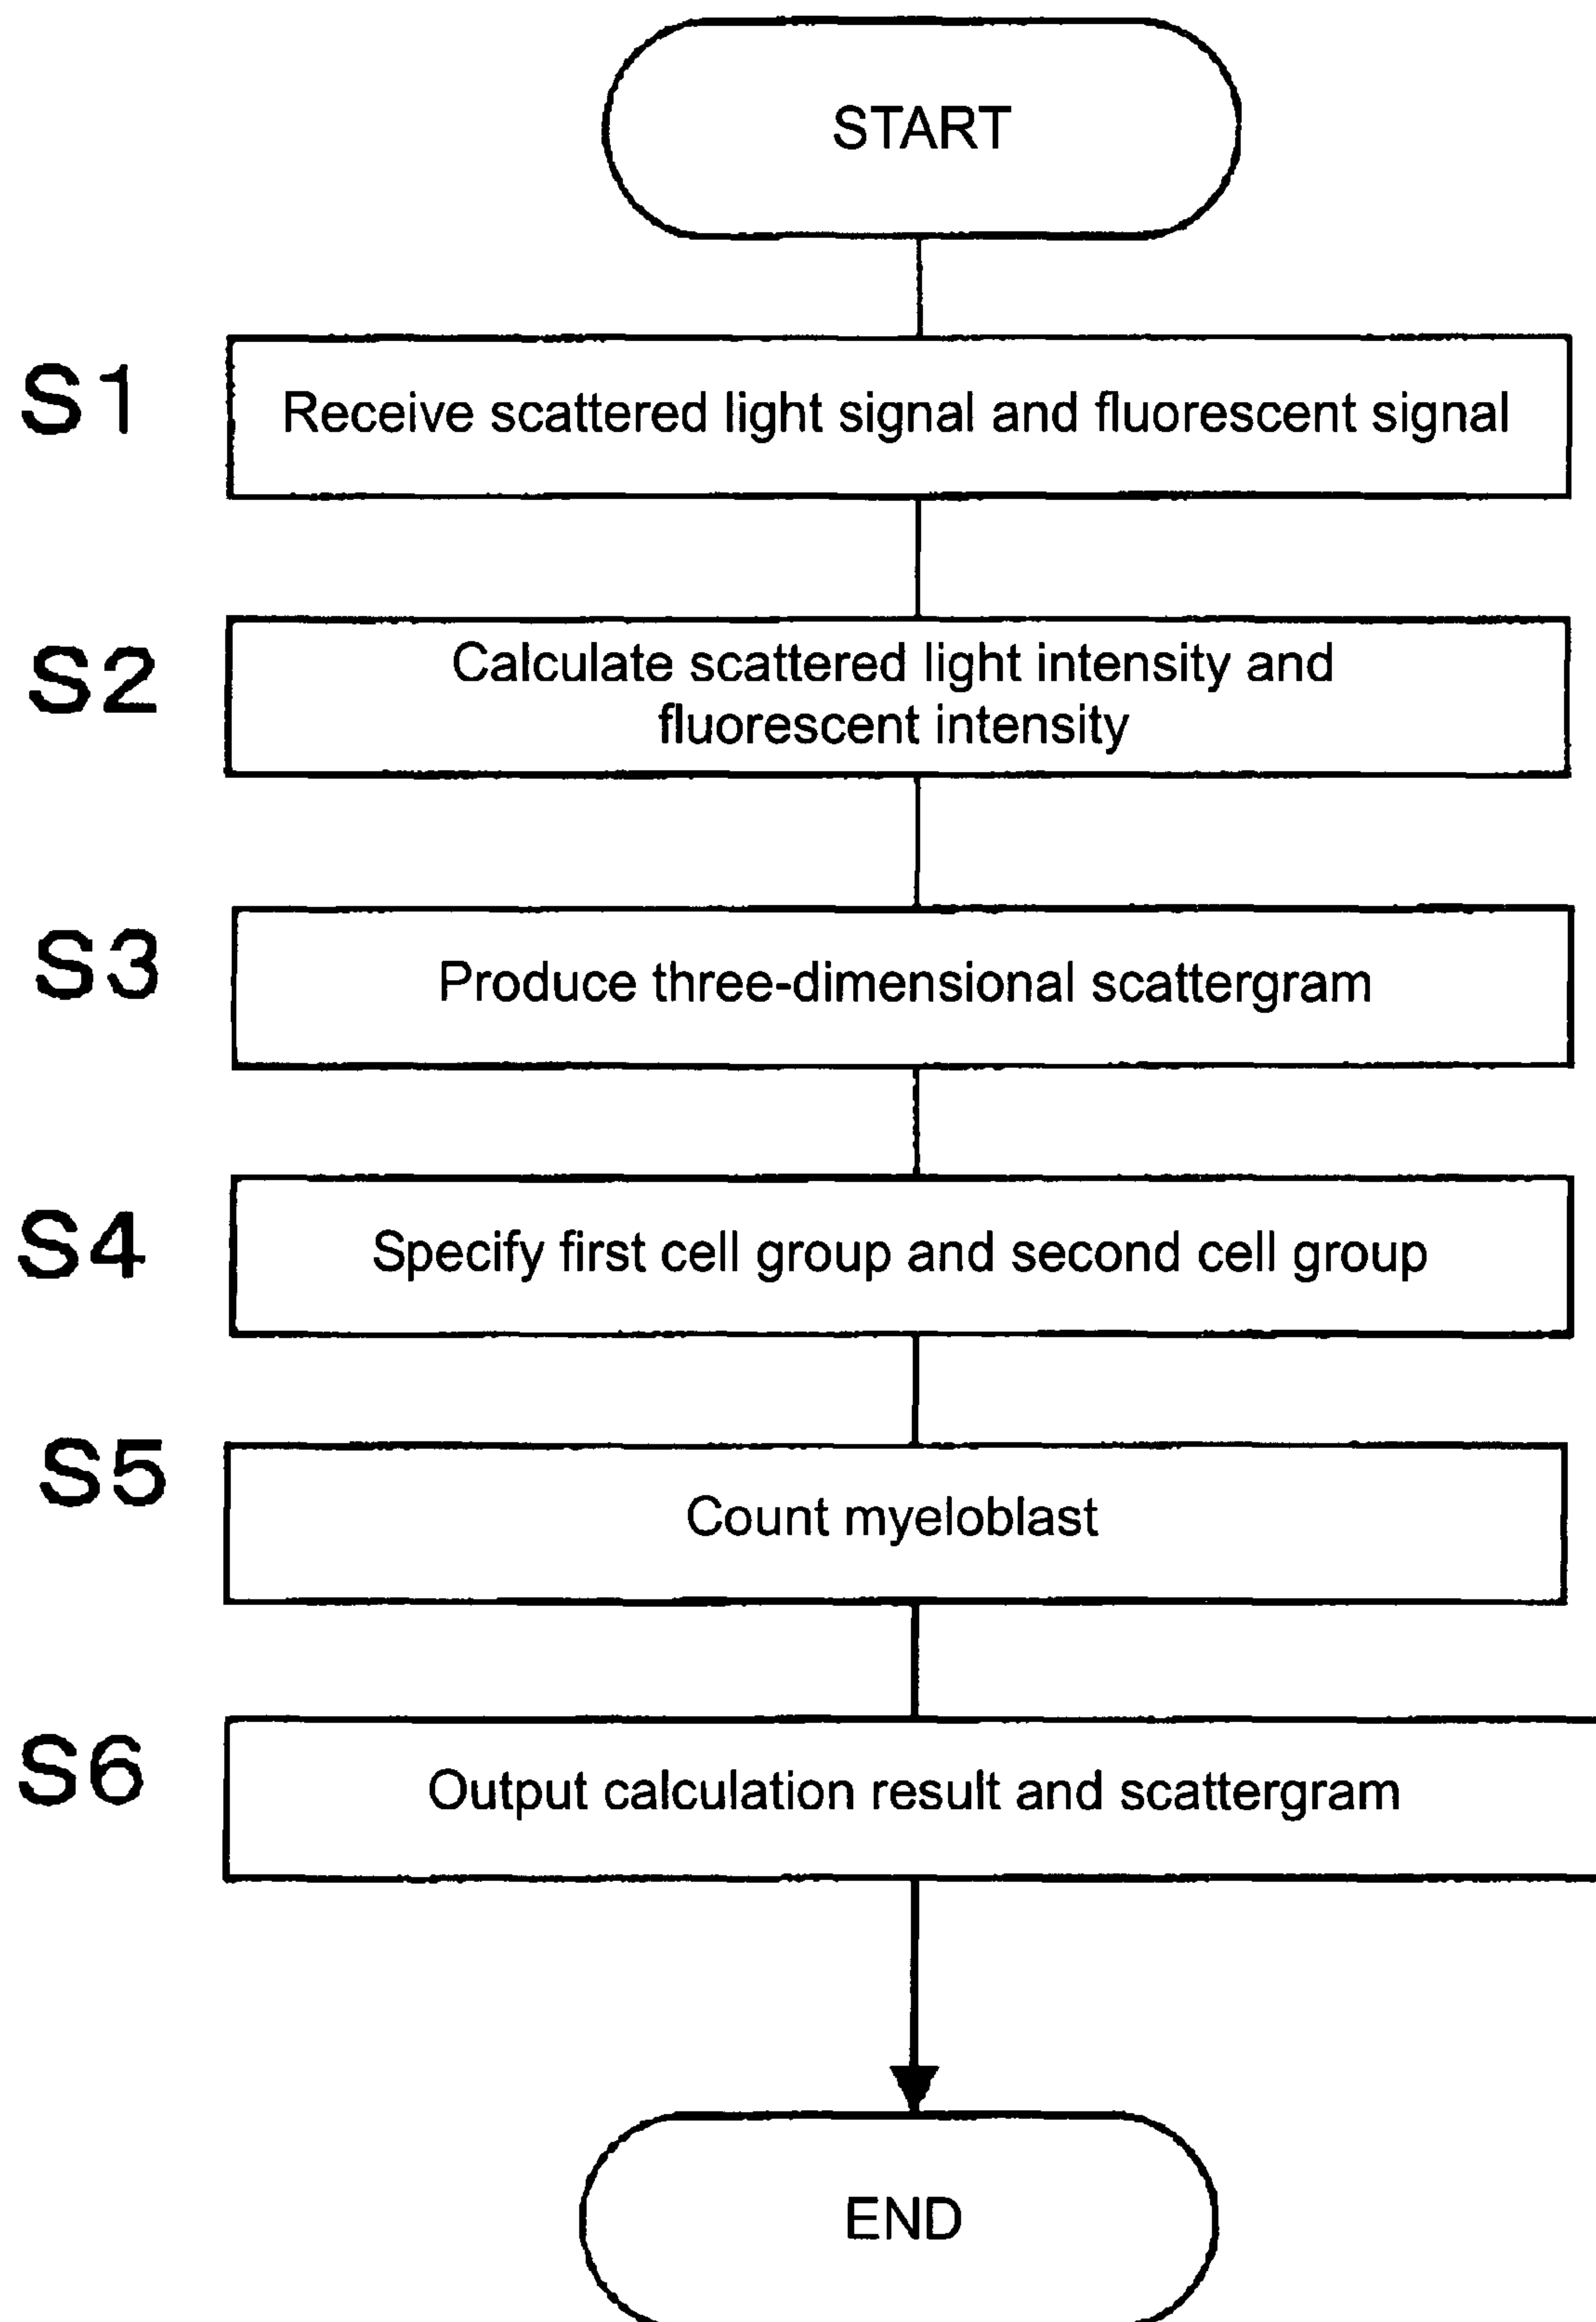 START
S1
Receive scattered light signal and fluorescent signal
S2
Calculate scattered light intensity and
fluorescent intensity
S3
Produce three-dimensional scattergram
S4
Specify first cell group and second cell group
S5
Count myeloblast
S6
Output calculation result and scattergram
END